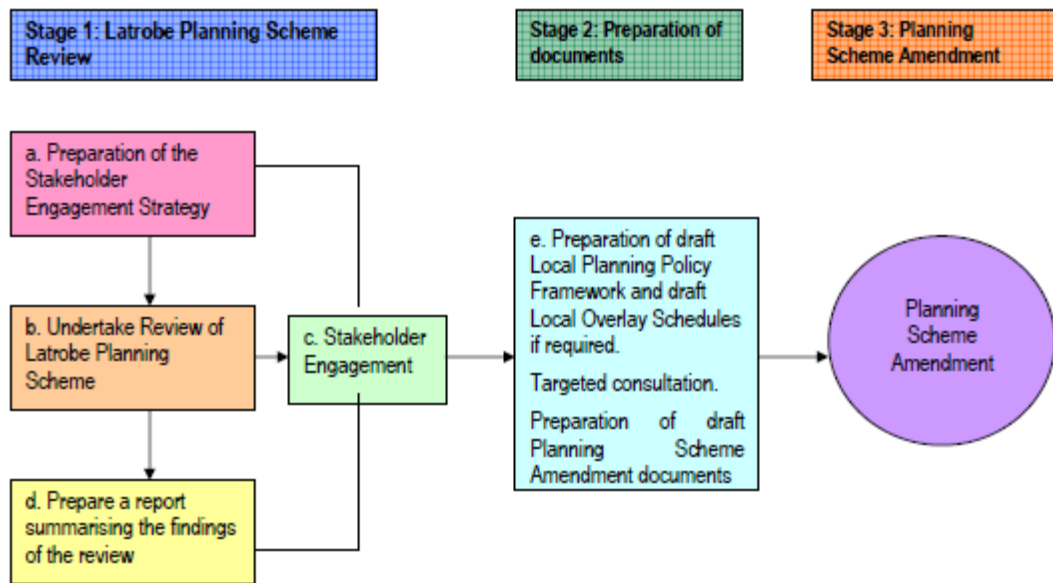 Stage 1: Latrobe Planning Scheme
Review
Stage 2: Preparation of
documents
Stage 3: Planning
Scheme Amendment
a. Preparation of the
Stakeholder
Engagement Strategy
b. Undertake Review of
Latrobe Planning
Scheme
c. Stakeholder
Engagement
d. Prepare a report
summarising the findings
of the review
e. Preparation of draft
Local Planning Policy
Framework and draft
Local Overlay Schedules
if required.
Targeted consultation.
Preparation of draft
Planning Scheme
Amendment documents
Planning
Scheme
Amendment